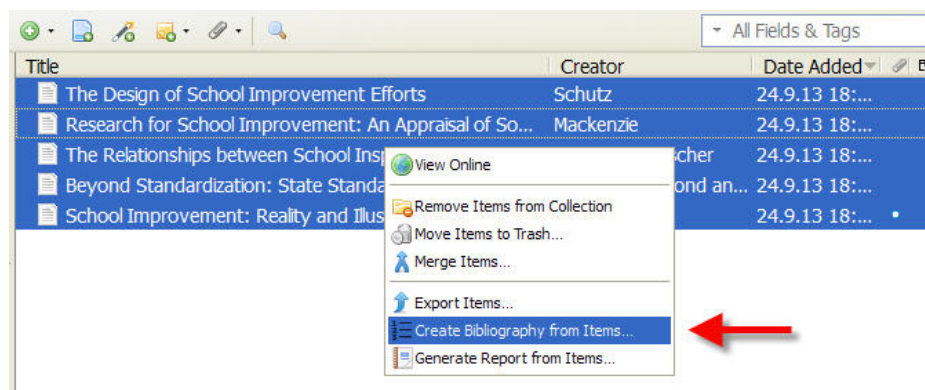 All Fields & Tags
Title Creator Date Added
The Design of School Improvement Efforts Schutz 24.9.13 18:...
Research for School Improvement: An Appraisal of So... Mackenzie 24.9.13 18:...
The Relationships between School Insp cher 24.9.13 18:...
Beyond Standardization: State Standa ond an... 24.9.13 18:...
School Improvement: Reality and Illus 24.9.13 18:...
View Online
Remove Items from Collection
Move Items to Trash...
Merge Items...
Export Items...
Create Bibliography from Items...
Generate Report from Items...